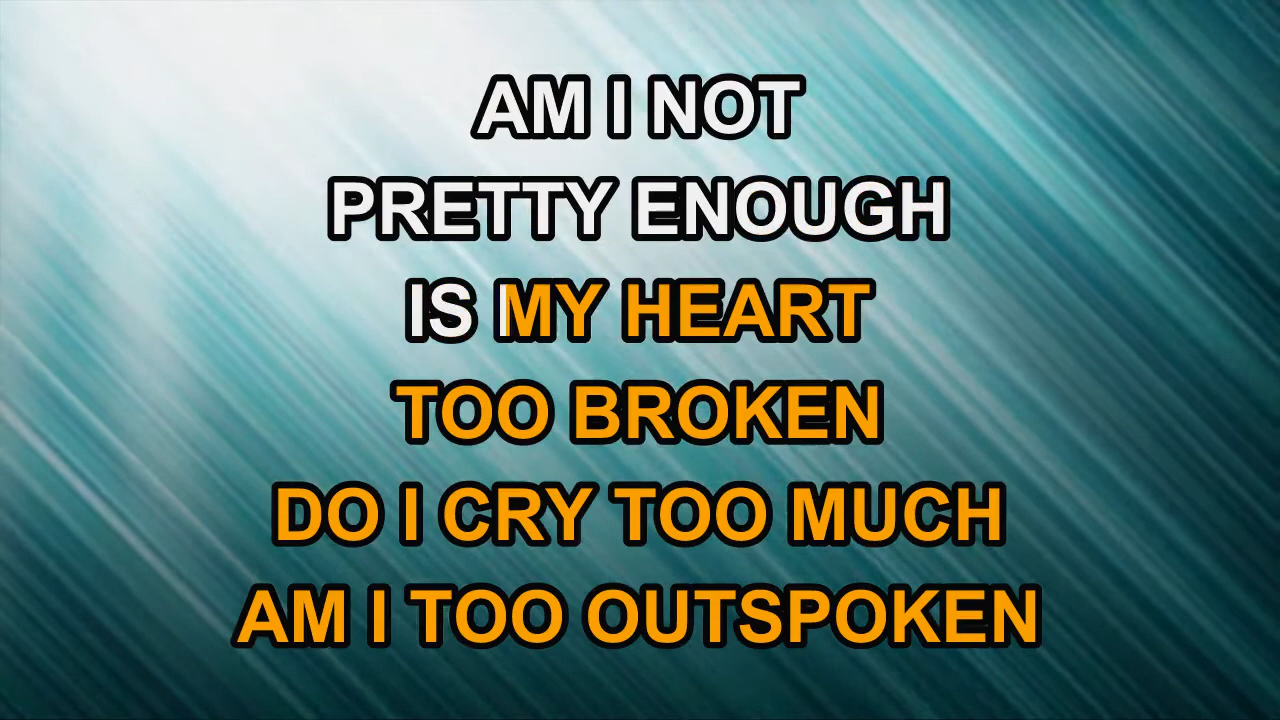 AM I NOT
PRETTY ENOUGH
IS MY HEART
TOO BROKEN
DO I CRY TOO MUCH
AM I TOO OUTSPOKEN